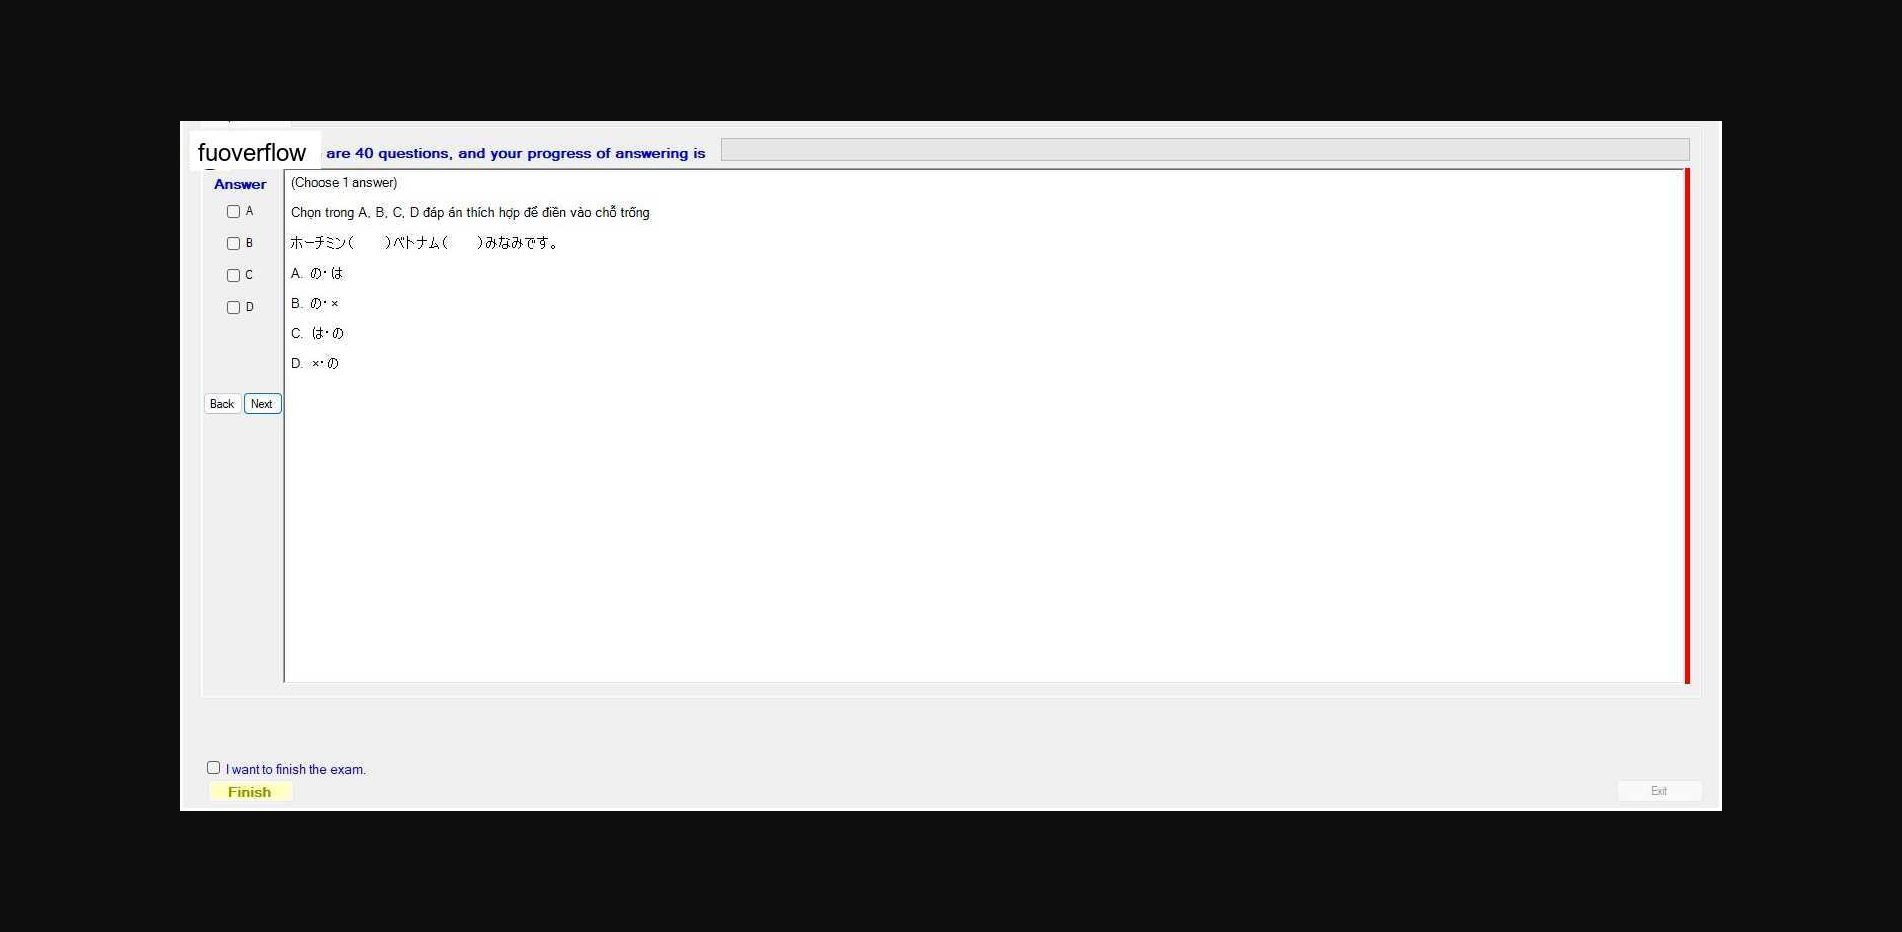 fuoverflow are 40 questions, and your progress of answering is
Answer
A
B
C
D
Back Next
(Choose 1 answer)
Chọn trong A, B, C, D đáp án thích hợp để điền vào chỗ trống
ホーチミン(　　)ベトナム(　　)みなみです。
A. の・は
B. の・×
C. は・の
D. ×・の
I want to finish the exam.
Finish
Exit